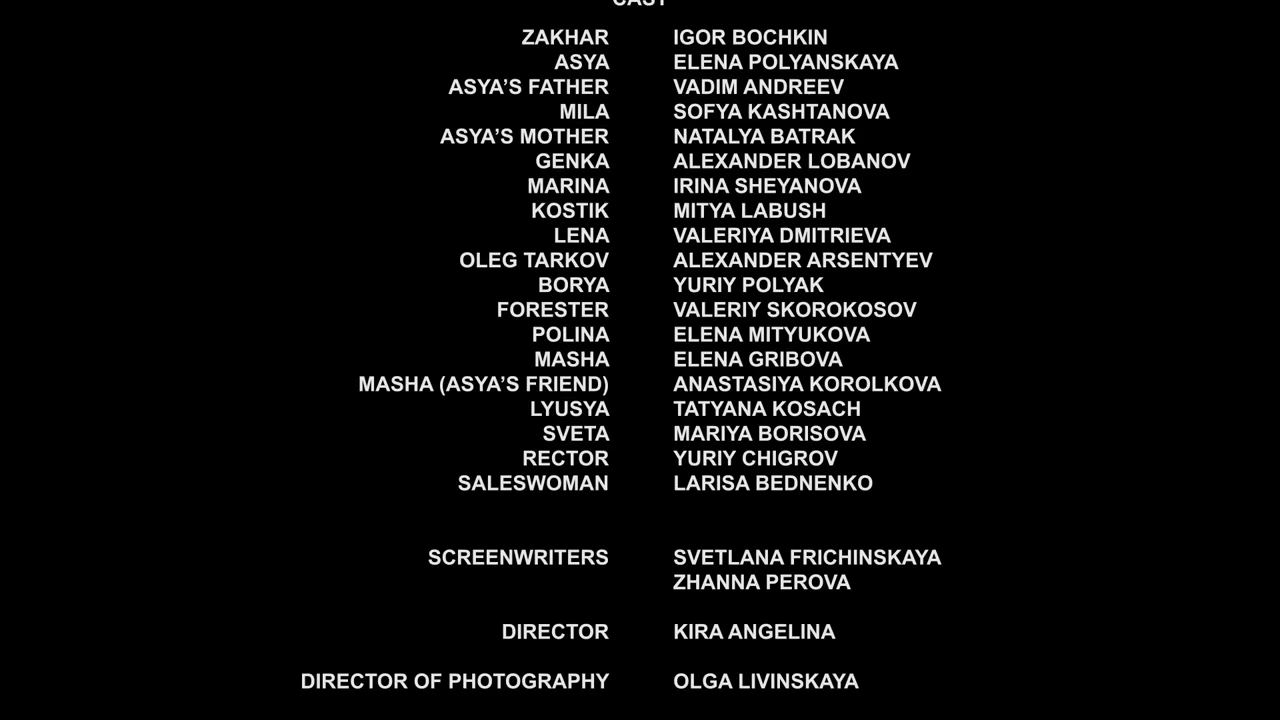 CAST
ZAKHAR IGOR BOCHKIN
ASYA ELENA POLYANSKAYA
ASYA’S FATHER VADIM ANDREEV
MILA SOFYA KASHTANOVA
ASYA’S MOTHER NATALYA BATRAK
GENKA ALEXANDER LOBANOV
MARINA IRINA SHEYANOVA
KOSTIK MITYA LABUSH
LENA VALERIYA DMITRIEVA
OLEG TARKOV ALEXANDER ARSENTYEV
BORYA YURIY POLYAK
FORESTER VALERIY SKOROKOSOV
POLINA ELENA MITYUKOVA
MASHA ELENA GRIBOVA
MASHA (ASYA’S FRIEND) ANASTASIYA KOROLKOVA
LYUSYA TATYANA KOSACH
SVETA MARIYA BORISOVA
RECTOR YURIY CHIGROV
SALESWOMAN LARISA BEDNENKO
SCREENWRITERS SVETLANA FRICHINSKAYA
ZHANNA PEROVA
DIRECTOR KIRA ANGELINA
DIRECTOR OF PHOTOGRAPHY OLGA LIVINSKAYA